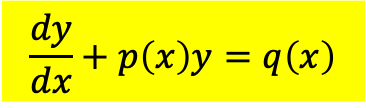 dy/dx + p(x)y = q(x)